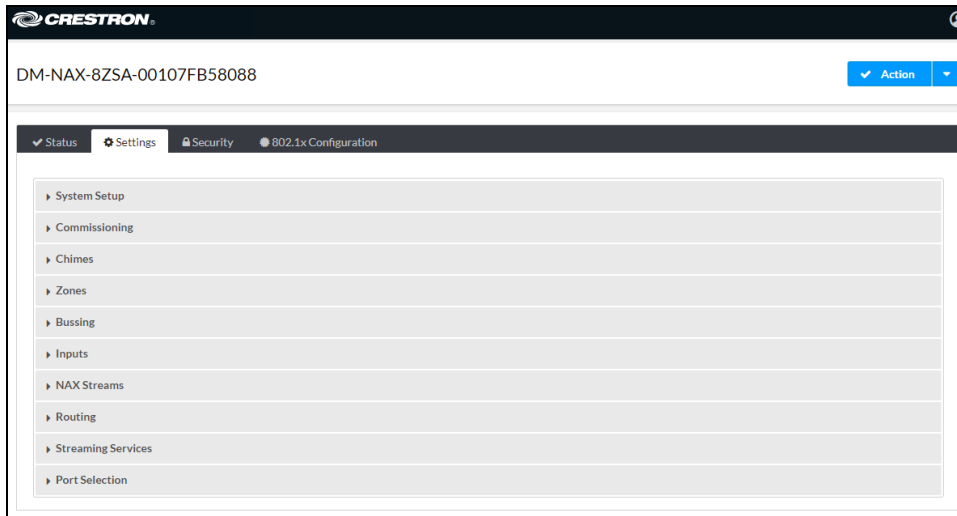 CRESTRON®
DM-NAX-8ZSA-00107FB58088
Action
Status Settings Security 802.1x Configuration
System Setup
Commissioning
Chimes
Zones
Bussing
Inputs
NAX Streams
Routing
Streaming Services
Port Selection